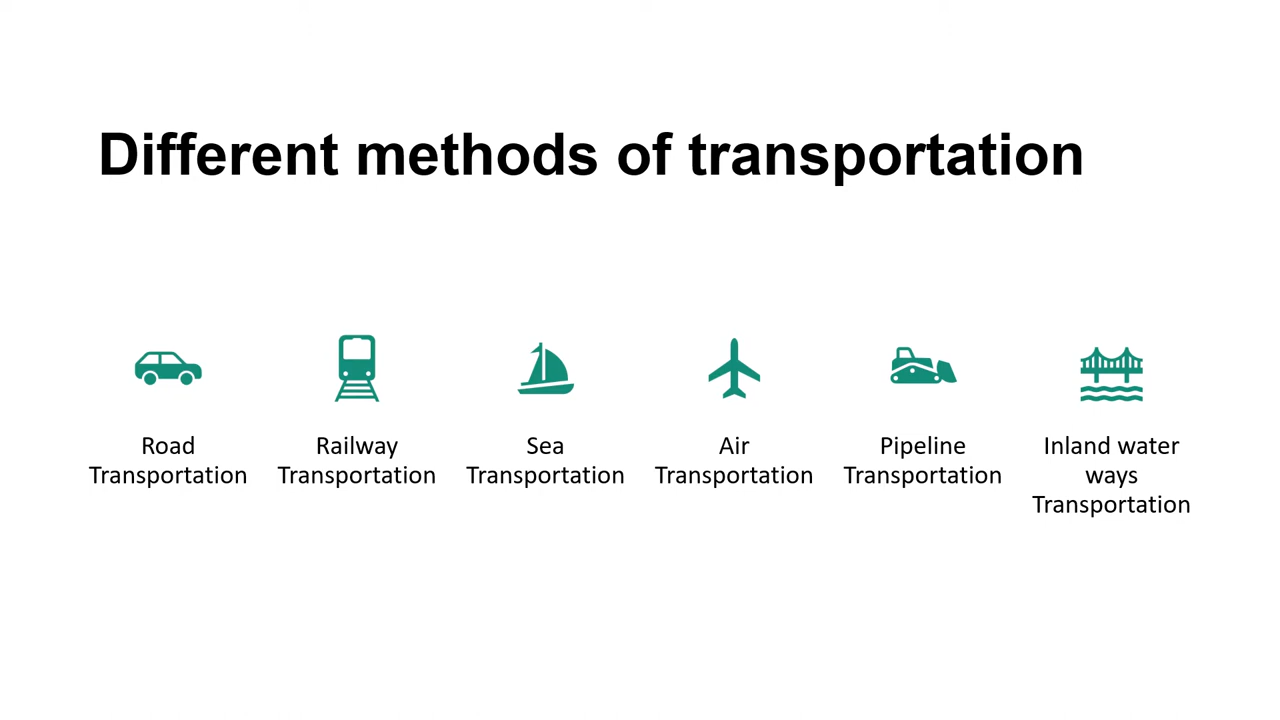 Different methods of transportation
Road
Transportation
Railway
Transportation
Sea
Transportation
Air
Transportation
Pipeline
Transportation
Inland water
ways
Transportation